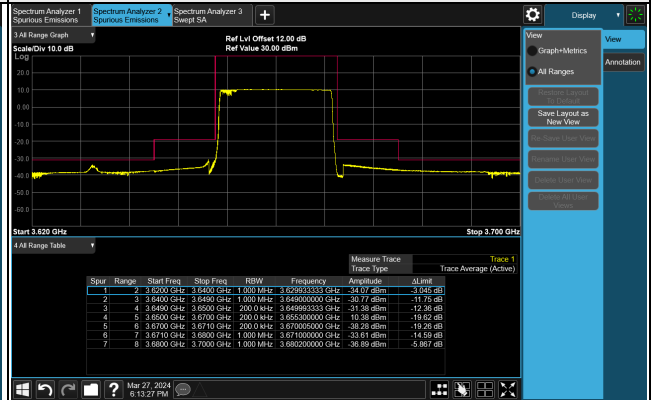 Spectrum Analyzer 1
Spurious Emissions
Spectrum Analyzer 2
Spurious Emissions
Spectrum Analyzer 3
Swept SA
Display
3 All Range Graph
Scale/Div 10.0 dB
Ref Lvl Offset 12.00 dB
Ref Value 30.00 dBm
Log
20.0
10.0
0.00
-10.0
-20.0
-30.0
-40.0
-50.0
-60.0
Start 3.620 GHz
Stop 3.700 GHz
View
Graph+Metrics
All Ranges
Restore Layout
To Default
Save Layout as
New View
Re-Save User View
Rename User View
Delete User View
Delete All User
Views
View
Annotation
4 All Range Table
Measure Trace Trace 1
Trace Type Trace Average (Active)
Spur Range Start Freq Stop Freq RBW Frequency Amplitude ΔLimit
1 2 3.6200 GHz 3.6400 GHz 1.000 MHz 3.629933333 GHz -34.07 dBm -3.045 dB
2 3 3.6400 GHz 3.6490 GHz 1.000 MHz 3.649000000 GHz -30.77 dBm -11.75 dB
3 4 3.6490 GHz 3.6500 GHz 200.0 kHz 3.649993333 GHz -31.38 dBm -12.36 dB
4 5 3.6500 GHz 3.6700 GHz 200.0 kHz 3.655300000 GHz 10.38 dBm -19.62 dB
5 6 3.6700 GHz 3.6710 GHz 200.0 kHz 3.670005000 GHz -38.28 dBm -19.26 dB
6 7 3.6710 GHz 3.6800 GHz 1.000 MHz 3.671000000 GHz -33.61 dBm -14.59 dB
7 8 3.6800 GHz 3.7000 GHz 1.000 MHz 3.680200000 GHz -36.89 dBm -5.867 dB
Mar 27, 2024
6:13:27 PM